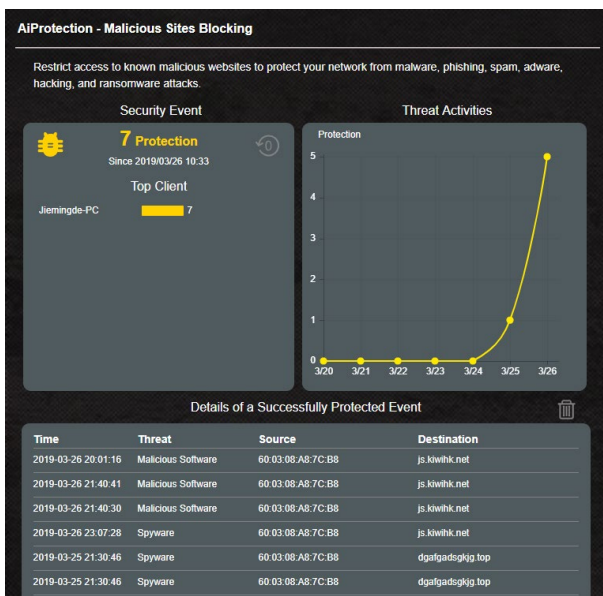 AiProtection - Malicious Sites Blocking
Restrict access to known malicious websites to protect your network from malware, phishing, spam, adware,
hacking, and ransomware attacks.
Security Event
7 Protection
Since 2019/03/26 10:33
0
Top Client
Jiemingde-PC 7
Threat Activities
Protection
5
4
3
2
1
0
3/20 3/21 3/22 3/23 3/24 3/25 3/26
Details of a Successfully Protected Event
Time Threat Source Destination
2019-03-26 20:01:16 Malicious Software 60:03:08:A8:7C:B8 js.kiwihk.net
2019-03-26 21:40:41 Malicious Software 60:03:08:A8:7C:B8 js.kiwihk.net
2019-03-26 21:40:30 Malicious Software 60:03:08:A8:7C:B8 js.kiwihk.net
2019-03-26 23:07:28 Spyware 60:03:08:A8:7C:B8 js.kiwihk.net
2019-03-25 21:30:46 Spyware 60:03:08:A8:7C:B8 dgafgadsgkjg.top
2019-03-25 21:30:46 Spyware 60:03:08:A8:7C:B8 dgafgadsgkjg.top